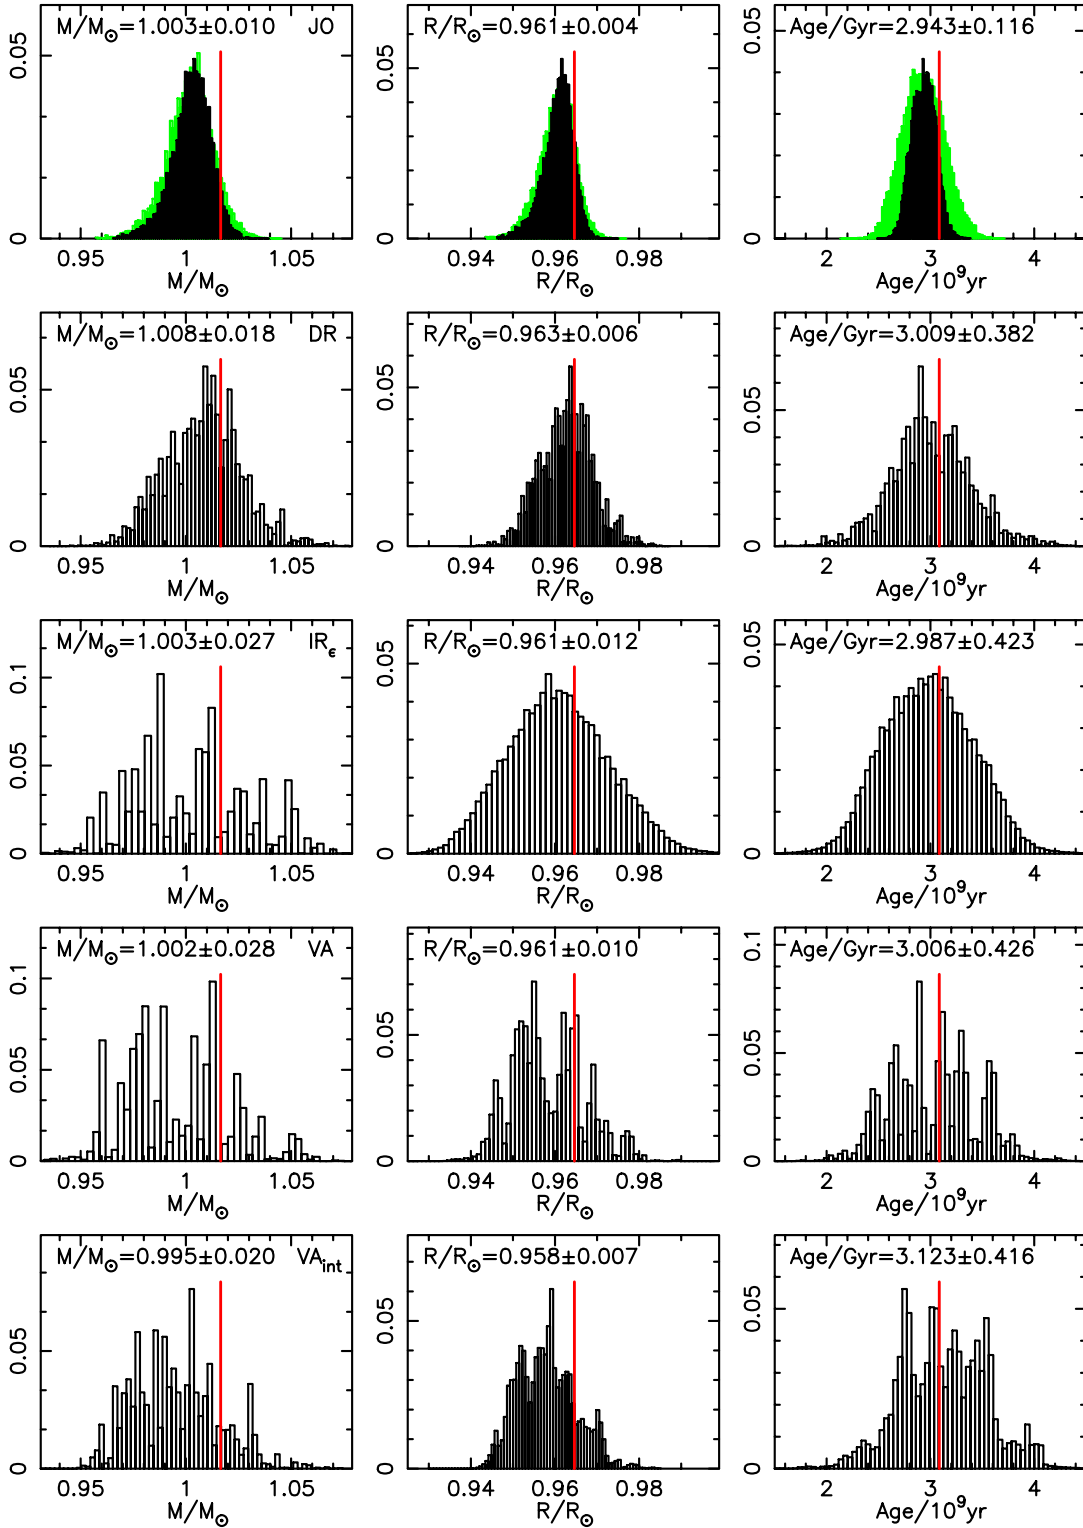 M/M⊙=1.003±0.010 JO
R/R⊙=0.961±0.004
Age/Gyr=2.943±0.116
0.05
0
0
0.05
0
0.05
0.95 1 1.05
0.94 0.96 0.98
2 3 4
M/M⊙
R/R⊙
Age/10⁹yr
M/M⊙=1.008±0.018 DR
R/R⊙=0.963±0.006
Age/Gyr=3.009±0.382
0.05
0
0.05
0
0.05
0
0.95 1 1.05
0.94 0.96 0.98
2 3 4
M/M⊙
R/R⊙
Age/10⁹yr
M/M⊙=1.003±0.027 IRϵ
R/R⊙=0.961±0.012
Age/Gyr=2.987±0.423
0.1
0.05
0
0.05
0
0.05
0
0.95 1 1.05
0.94 0.96 0.98
2 3 4
M/M⊙
R/R⊙
Age/10⁹yr
M/M⊙=1.002±0.028 VA
R/R⊙=0.961±0.010
Age/Gyr=3.006±0.426
0.1
0.05
0
0.05
0
0.1
0.05
0
0.95 1 1.05
0.94 0.96 0.98
2 3 4
M/M⊙
R/R⊙
Age/10⁹yr
M/M⊙=0.995±0.020 VAint
R/R⊙=0.958±0.007
Age/Gyr=3.123±0.416
0.05
0
0.05
0
0.05
0
0.95 1 1.05
0.94 0.96 0.98
2 3 4
M/M⊙
R/R⊙
Age/10⁹yr